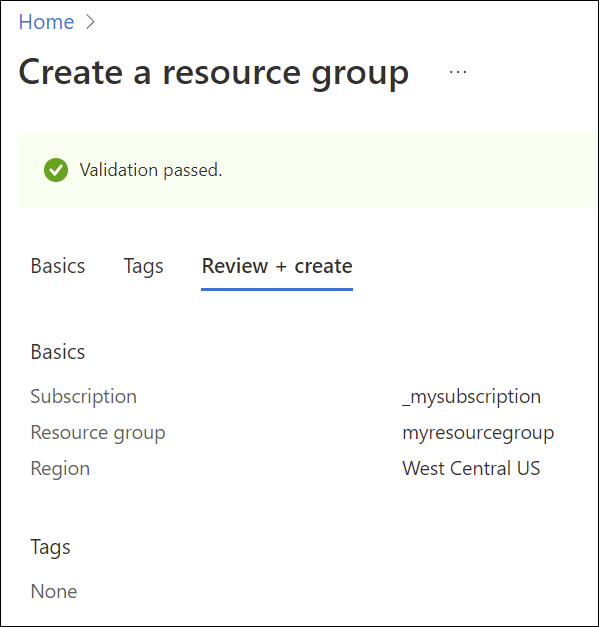 Home >
Create a resource group ...
Validation passed.
Basics Tags Review + create
Basics
Subscription _mysubscription
Resource group myresourcegroup
Region West Central US
Tags
None